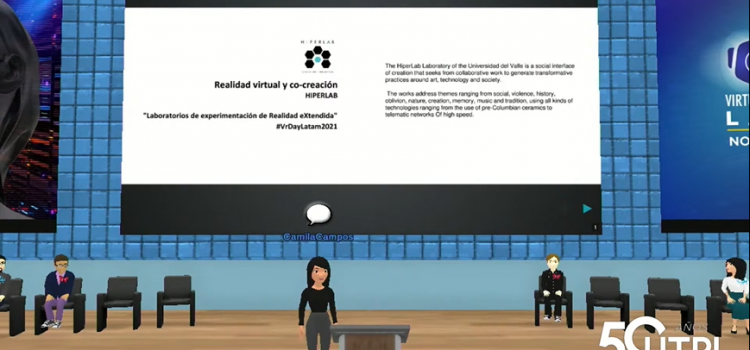 HIPERLAB
Realidad virtual y co-creación
HIPERLAB
"Laboratorios de experimentación de Realidad eXtendida"
#VrDayLatam2021
The HiperLab Laboratory of the Universidad del Valle is a social interface
of creation that seeks from collaborative work to generate transformative
practices around art, technology and society.
The works address themes ranging from social, violence, history,
oblivion, nature, creation, memory, music and tradition, using all kinds of
technologies ranging from the use of pre-Columbian ceramics to
telematic networks Of high speed.
1
VIRT
L
NO
CamilaCampos
50 AÑOS
UTPL